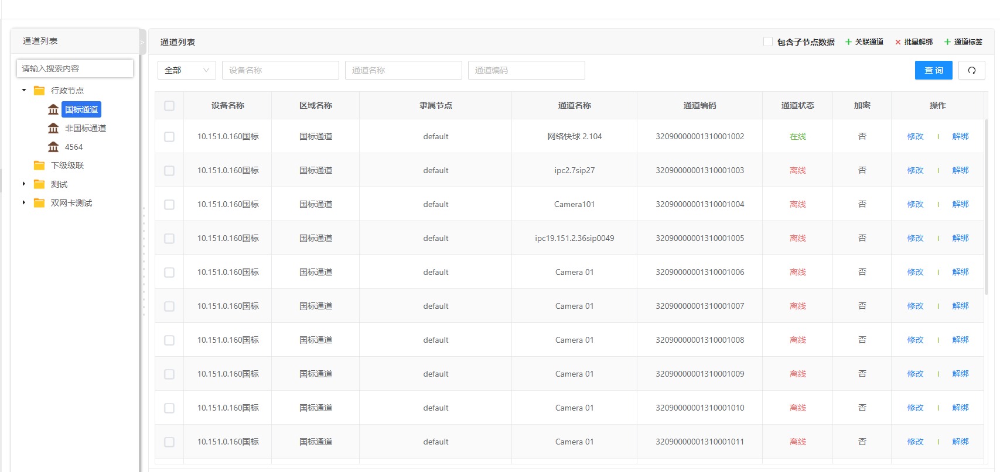 通道列表
>
请输入搜索内容
行政节点
国标通道
非国标通道
4564
下级级联
测试
双网卡测试
通道列表
包含子节点数据 + 关联通道 × 批量解绑 + 通道标签
全部 设备名称 通道名称 通道编码 查 询
设备名称 区域名称 隶属节点 通道名称 通道编码 通道状态 加密 操作
10.151.0.160国标 国标通道 default 网络快球 2.104 32090000001310001002 在线 否 修改 | 解绑
10.151.0.160国标 国标通道 default ipc2.7sip27 32090000001310001003 离线 否 修改 | 解绑
10.151.0.160国标 国标通道 default Camera101 32090000001310001004 离线 否 修改 | 解绑
10.151.0.160国标 国标通道 default ipc19.151.2.36sip0049 32090000001310001005 离线 否 修改 | 解绑
10.151.0.160国标 国标通道 default Camera 01 32090000001310001006 离线 否 修改 | 解绑
10.151.0.160国标 国标通道 default Camera 01 32090000001310001007 离线 否 修改 | 解绑
10.151.0.160国标 国标通道 default Camera 01 32090000001310001008 离线 否 修改 | 解绑
10.151.0.160国标 国标通道 default Camera 01 32090000001310001009 离线 否 修改 | 解绑
10.151.0.160国标 国标通道 default Camera 01 32090000001310001010 离线 否 修改 | 解绑
10.151.0.160国标 国标通道 default Camera 01 32090000001310001011 离线 否 修改 | 解绑